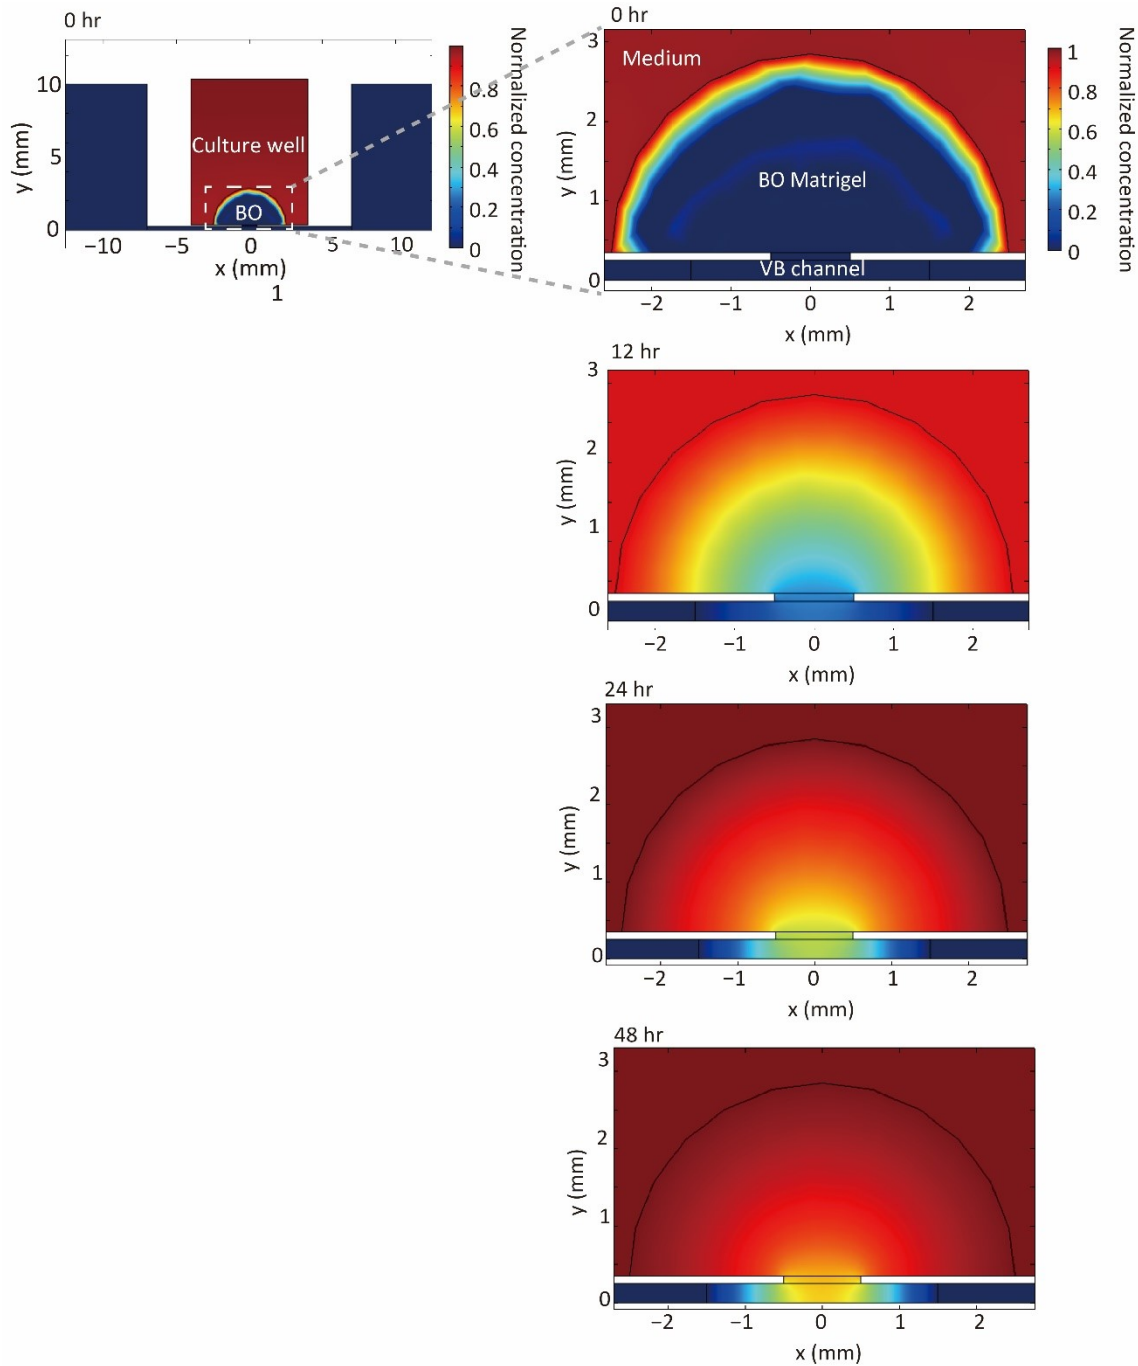 0 hr
10
5
0
y (mm)
Culture well
BO
−10
−5
0
5
10
x (mm)
1
0.8
0.6
0.4
0.2
0
Normalized concentration
0 hr
3
2
1
0
y (mm)
Medium
BO Matrigel
VB channel
−2
−1
0
1
2
x (mm)
1
0.8
0.6
0.4
0.2
0
Normalized concentration
12 hr
3
2
1
0
y (mm)
−2
−1
0
1
2
x (mm)
24 hr
3
2
1
0
y (mm)
−2
−1
0
1
2
x (mm)
48 hr
3
2
1
0
y (mm)
−2
−1
0
1
2
x (mm)